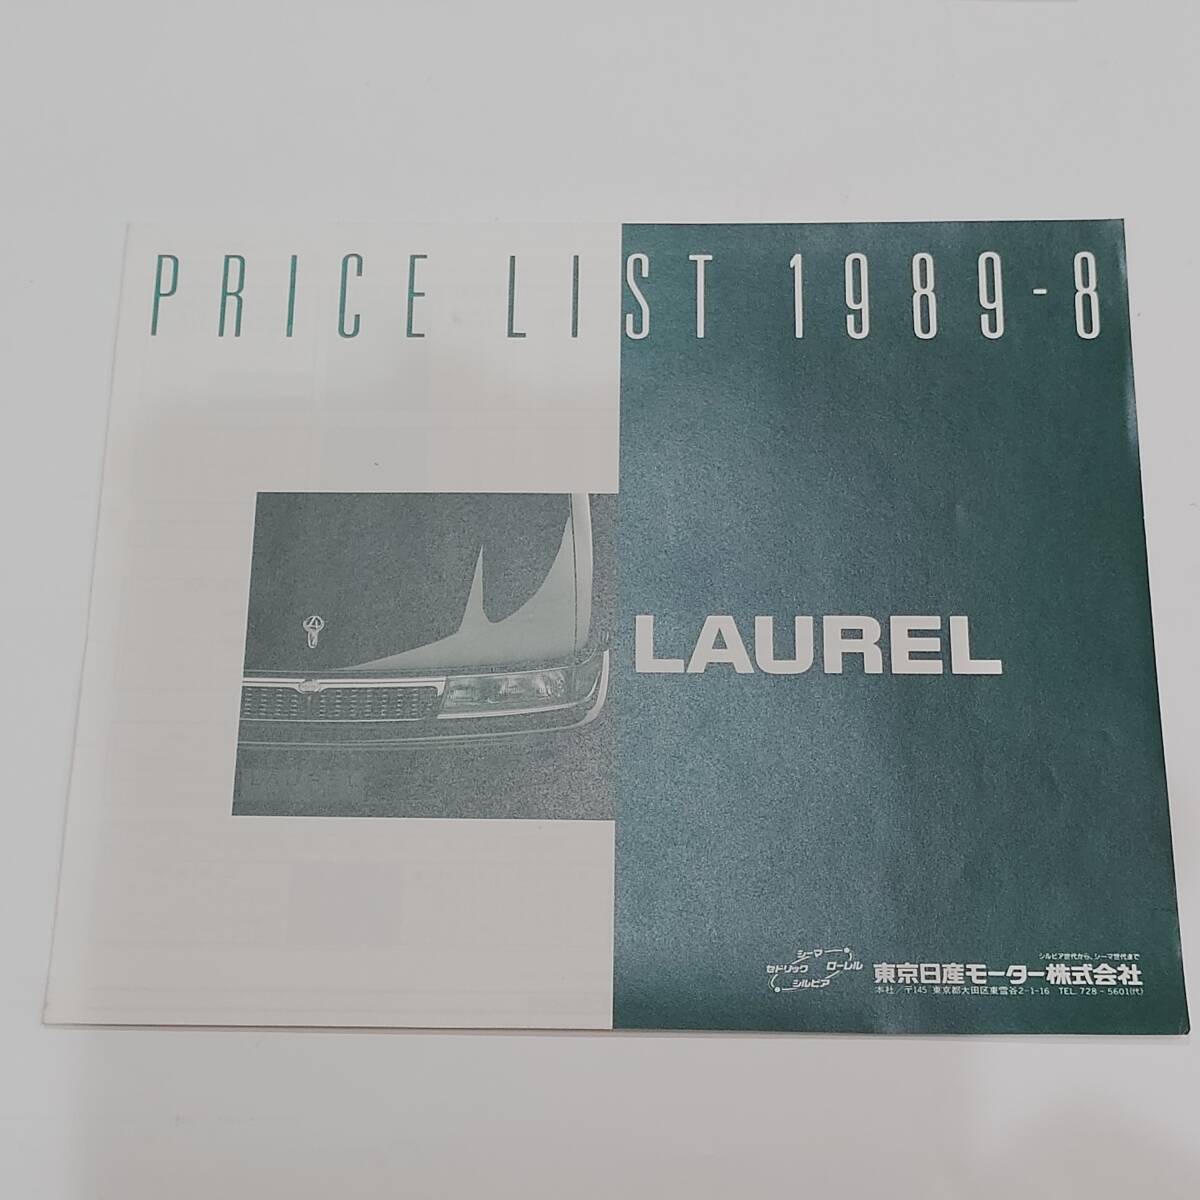 PRICE LIST 1989-8
LAUREL
シルビア世代から、シーマ世代まで
シーマ
セドリック ローレル
シルビア
東京日産モーター株式会社
本社／〒145 東京都大田区東雪谷2-1-16 TEL.728-5601(代)